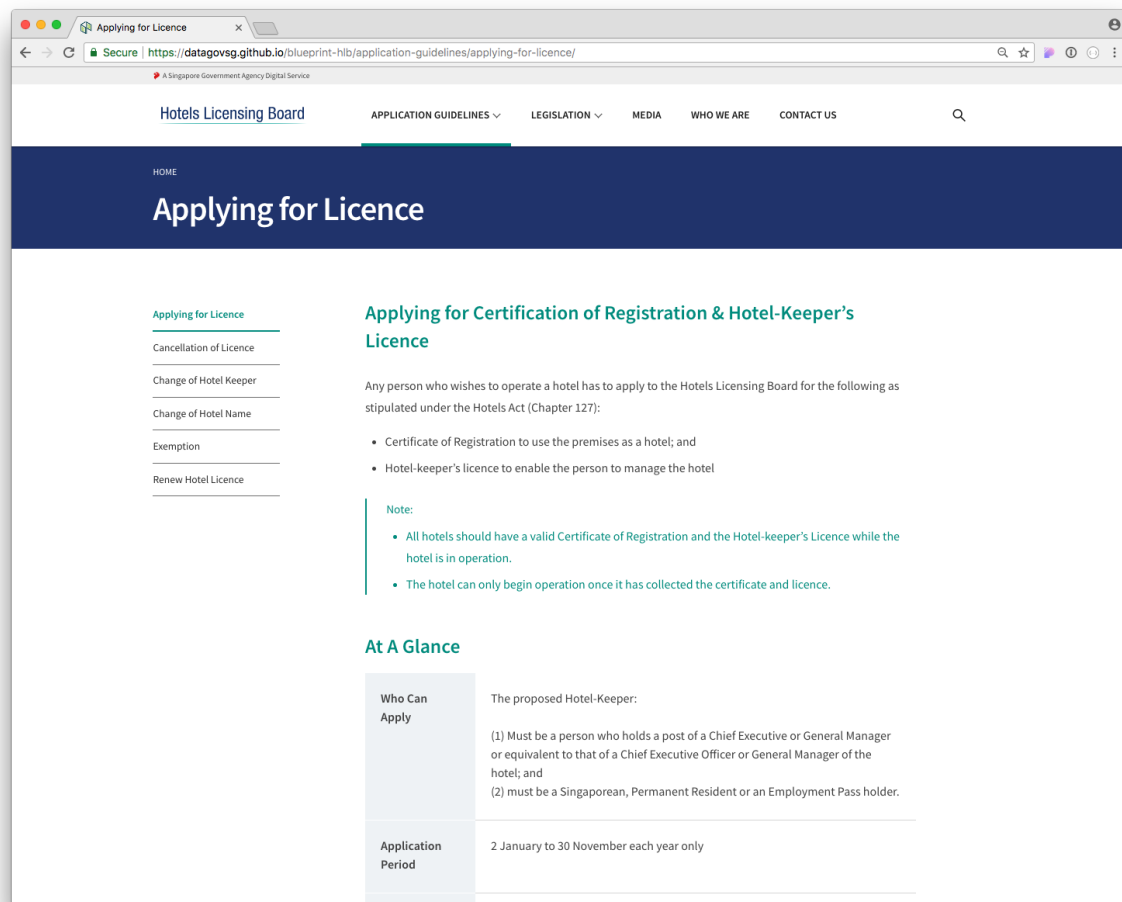 Applying for Licence
Secure | https://datagovsg.github.io/blueprint-hlb/application-guidelines/applying-for-licence/
A Singapore Government Agency Digital Service
Hotels Licensing Board
APPLICATION GUIDELINES
LEGISLATION
MEDIA
WHO WE ARE
CONTACT US
HOME
Applying for Licence
Applying for Licence
Cancellation of Licence
Change of Hotel Keeper
Change of Hotel Name
Exemption
Renew Hotel Licence
Applying for Certification of Registration & Hotel-Keeper’s
Licence
Any person who wishes to operate a hotel has to apply to the Hotels Licensing Board for the following as
stipulated under the Hotels Act (Chapter 127):
• Certificate of Registration to use the premises as a hotel; and
• Hotel-keeper’s licence to enable the person to manage the hotel
Note:
• All hotels should have a valid Certificate of Registration and the Hotel-keeper’s Licence while the
hotel is in operation.
• The hotel can only begin operation once it has collected the certificate and licence.
At A Glance
Who Can
Apply
The proposed Hotel-Keeper:
(1) Must be a person who holds a post of a Chief Executive or General Manager
or equivalent to that of a Chief Executive Officer or General Manager of the
hotel; and
(2) must be a Singaporean, Permanent Resident or an Employment Pass holder.
Application
Period
2 January to 30 November each year only